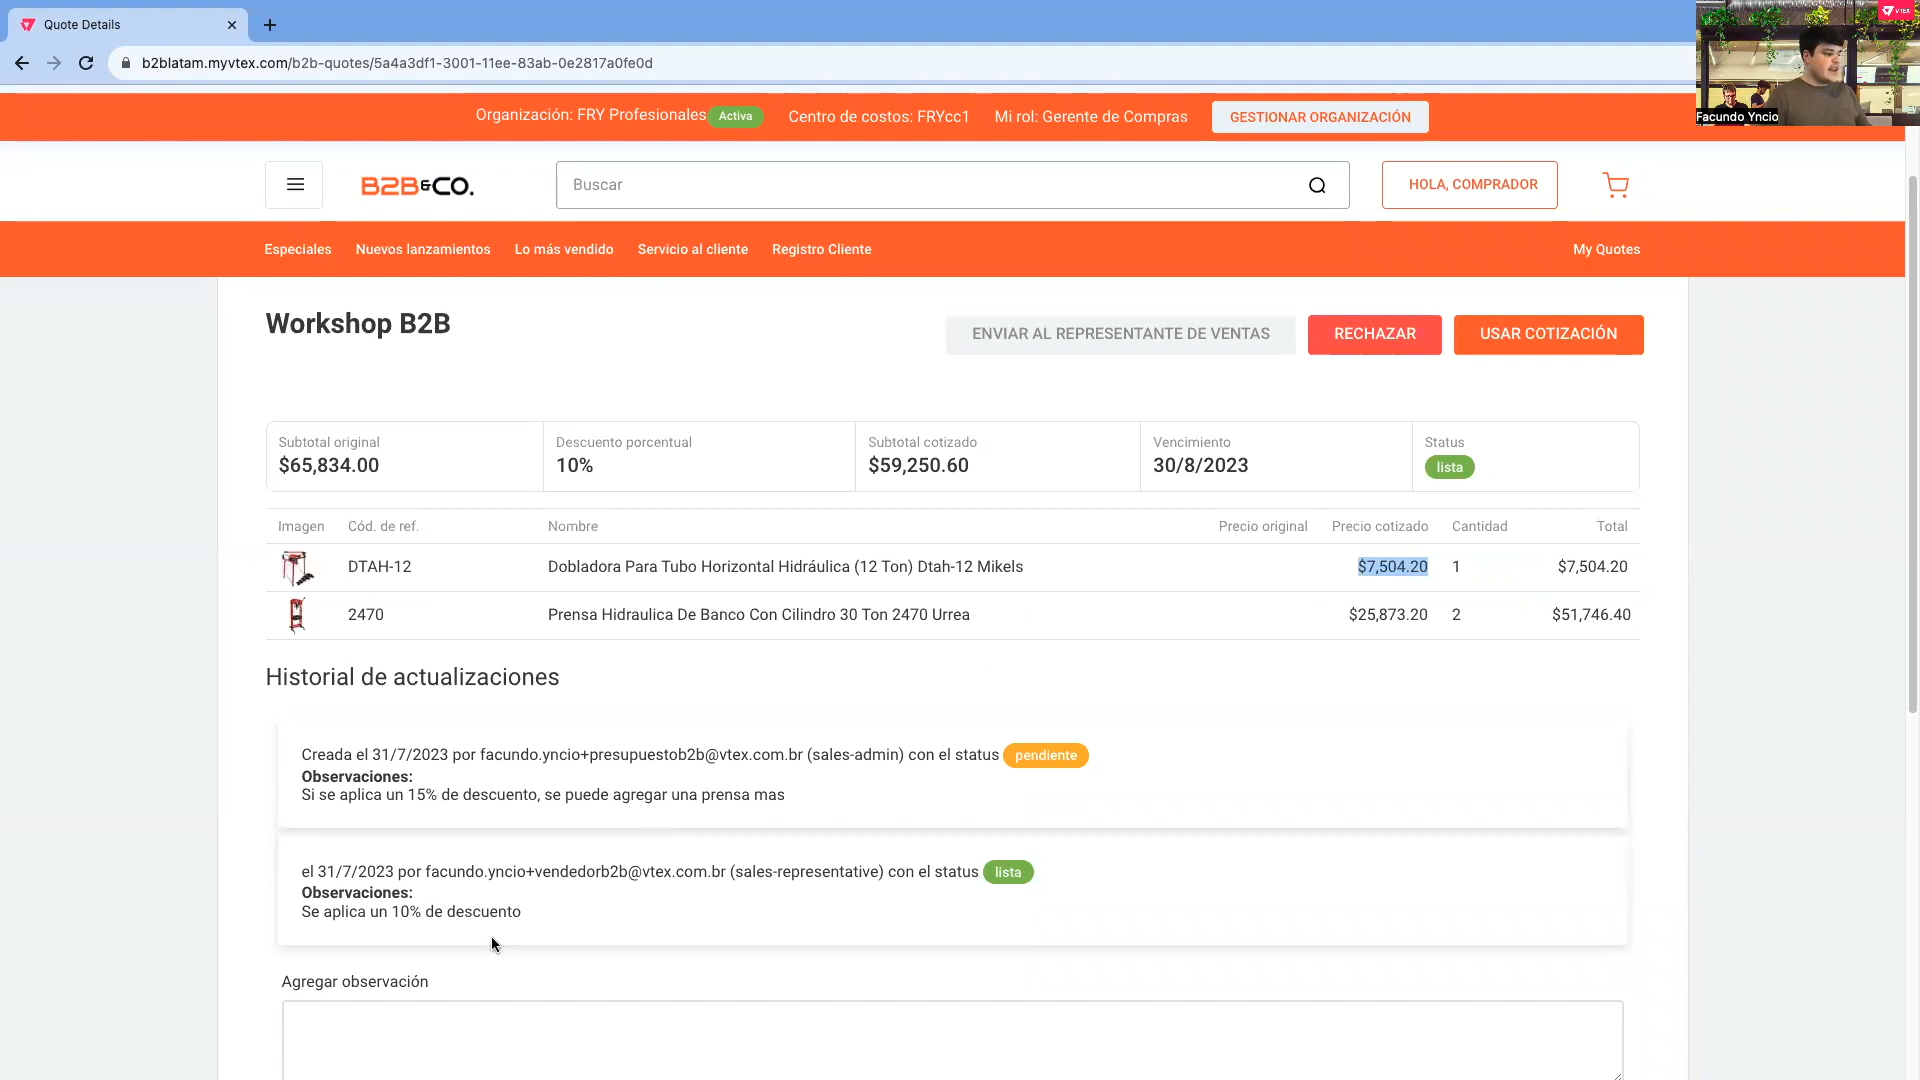 Quote Details
b2blatam.myvtex.com/b2b-quotes/5a4a3df1-3001-11ee-83ab-0e2817a0fe0d
VTEX
Facundo Yncio
Organización: FRY Profesionales Activa Centro de costos: FRYcc1 Mi rol: Gerente de Compras GESTIONAR ORGANIZACIÓN
B2B&CO. Buscar HOLA, COMPRADOR
Especiales Nuevos lanzamientos Lo más vendido Servicio al cliente Registro Cliente My Quotes
Workshop B2B ENVIAR AL REPRESENTANTE DE VENTAS RECHAZAR USAR COTIZACIÓN
Subtotal original Descuento porcentual Subtotal cotizado Vencimiento Status
$65,834.00 10% $59,250.60 30/8/2023 lista
Imagen Cód. de ref. Nombre Precio original Precio cotizado Cantidad Total
DTAH-12 Dobladora Para Tubo Horizontal Hidráulica (12 Ton) Dtah-12 Mikels $7,504.20 1 $7,504.20
2470 Prensa Hidraulica De Banco Con Cilindro 30 Ton 2470 Urrea $25,873.20 2 $51,746.40
Historial de actualizaciones
Creada el 31/7/2023 por facundo.yncio+presupuestob2b@vtex.com.br (sales-admin) con el status pendiente
Observaciones:
Si se aplica un 15% de descuento, se puede agregar una prensa mas
el 31/7/2023 por facundo.yncio+vendedorb2b@vtex.com.br (sales-representative) con el status lista
Observaciones:
Se aplica un 10% de descuento
Agregar observación